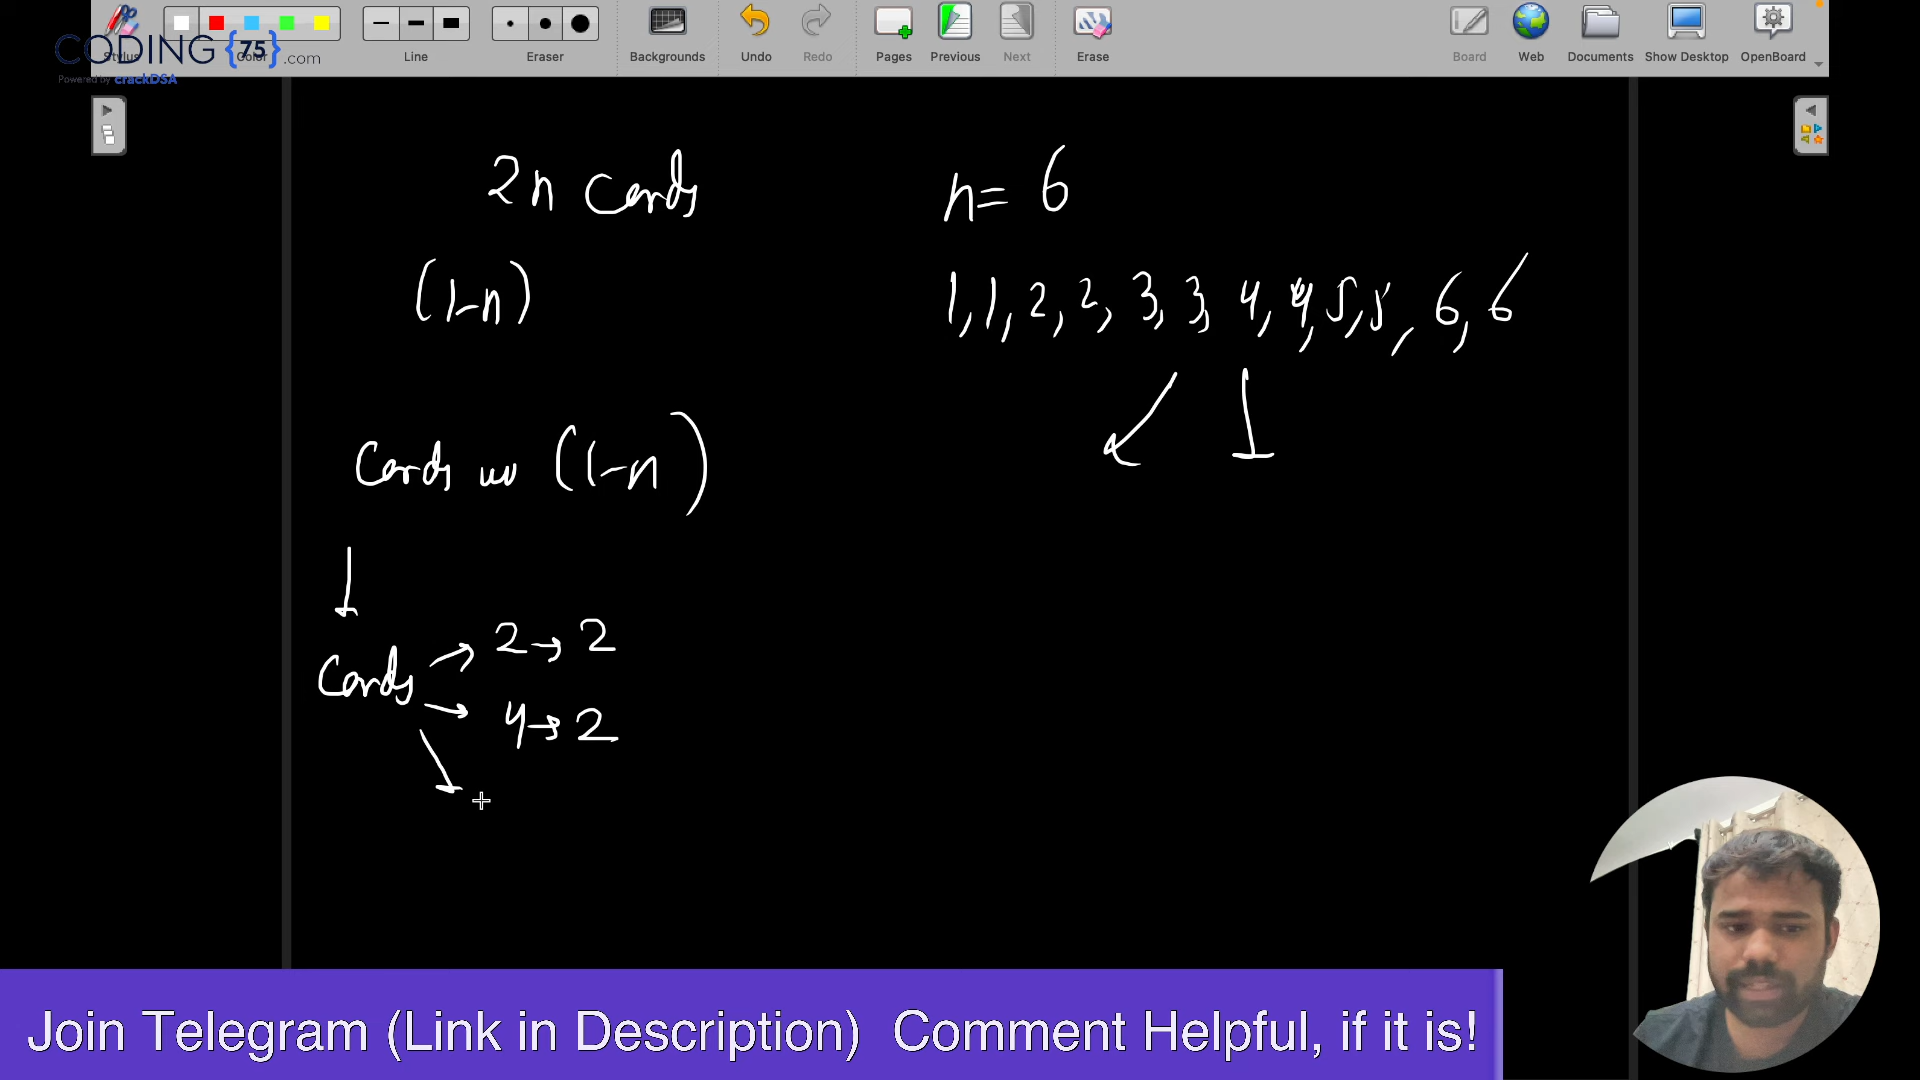 Stylus
Color
Line
Eraser
Backgrounds
Undo
Redo
Pages
Previous
Next
Erase
Board
Web
Documents
Show Desktop
OpenBoard
CODING {75} .com
Powered by crackDSA
2n Cards
n= 6
(1-n)
1,1,2,2,3,3,4,4,5,5,6,6
Cards (1-n)
Cards → 2→2
→ 4→2
Join Telegram (Link in Description) Comment Helpful, if it is!